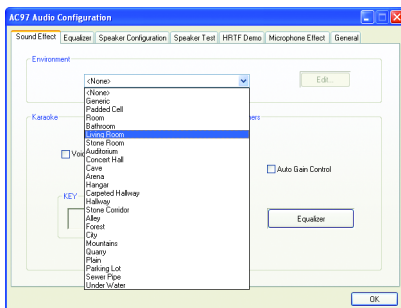 AC97 Audio Configuration
Sound Effect Equalizer Speaker Configuration Speaker Test HRTF Demo Microphone Effect General
Environment
<None>
Edit...
<None>
Generic
Padded Cell
Room
Bathroom
Living Room
Stone Room
Auditorium
Concert Hall
Cave
Arena
Hangar
Carpeted Hallway
Hallway
Stone Corridor
Alley
Forest
City
Mountains
Quarry
Plain
Parking Lot
Sewer Pipe
Under Water
Karaoke
KEY
Auto Gain Control
Equalizer
OK